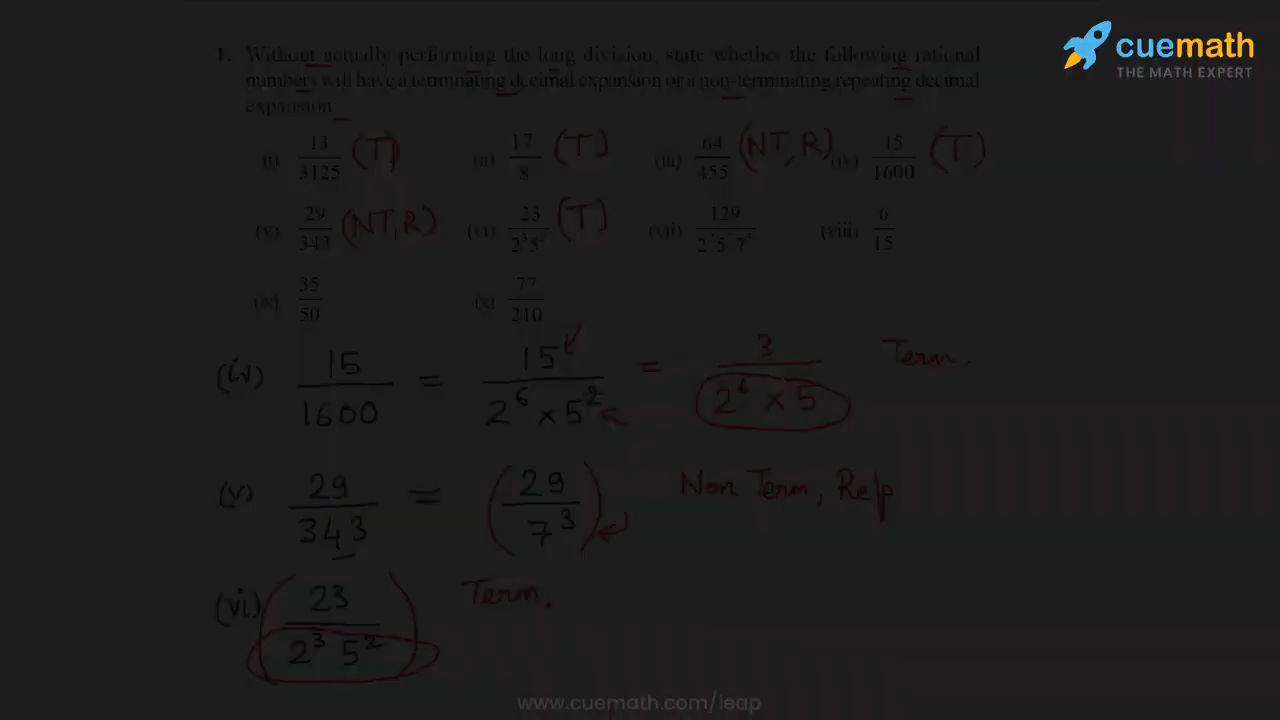 cuemath
THE MATH EXPERT
1. Without actually performing the long division, state whether the following rational
numbers will have a terminating decimal expansion or a non-terminating repeating decimal
expansion
(i) 13/3125 (T) (ii) 17/8 (T) (iii) 64/455 (NT, R) (iv) 15/1600 (T)
(v) 29/343 (NT, R) (vi) 23/2³5² (T) (vii) 129/2²5⁷7⁵ (viii) 6/15
(ix) 35/50 (x) 77/210
(iv) 15/1600 = 15/2⁶ × 5² = 3/2⁶ × 5 Term.
(v) 29/343 = (29/7³) Non Term, Rep
(vi) (23/2³ 5²) Term.
www.cuemath.com/leap